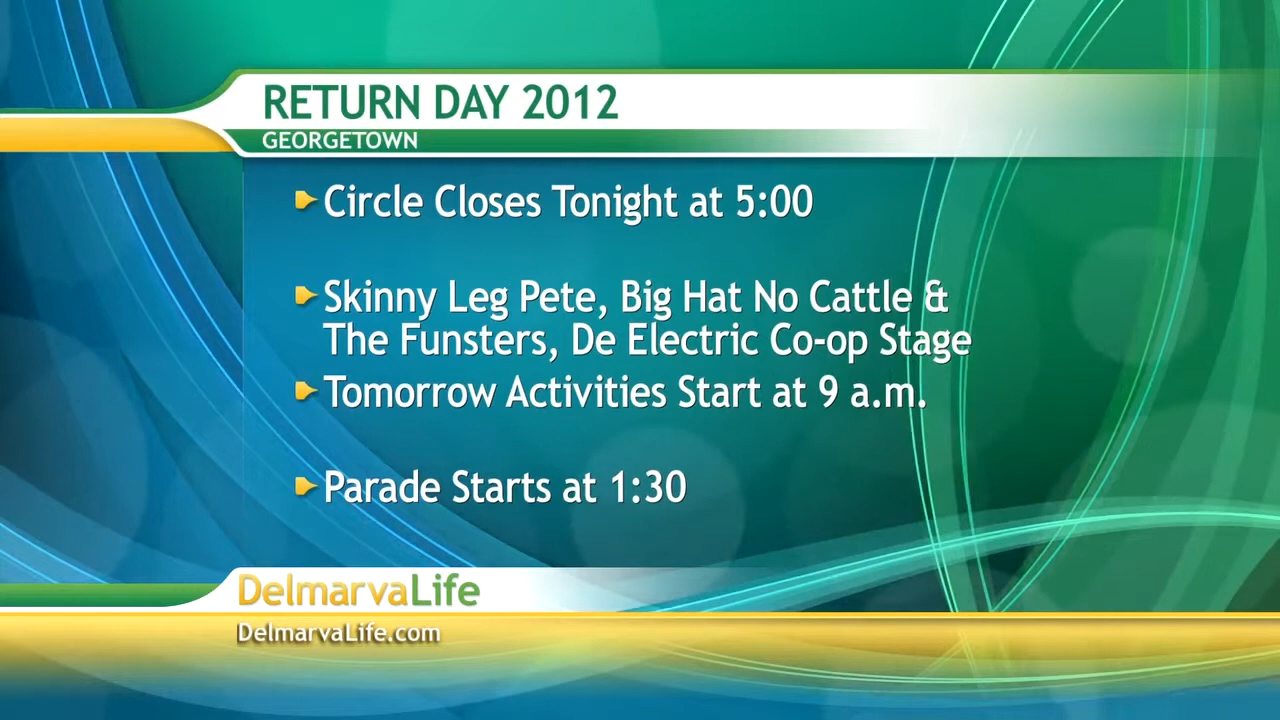 RETURN DAY 2012
GEORGETOWN
Circle Closes Tonight at 5:00
Skinny Leg Pete, Big Hat No Cattle &
The Funsters, De Electric Co-op Stage
Tomorrow Activities Start at 9 a.m.
Parade Starts at 1:30
DelmarvaLife
DelmarvaLife.com